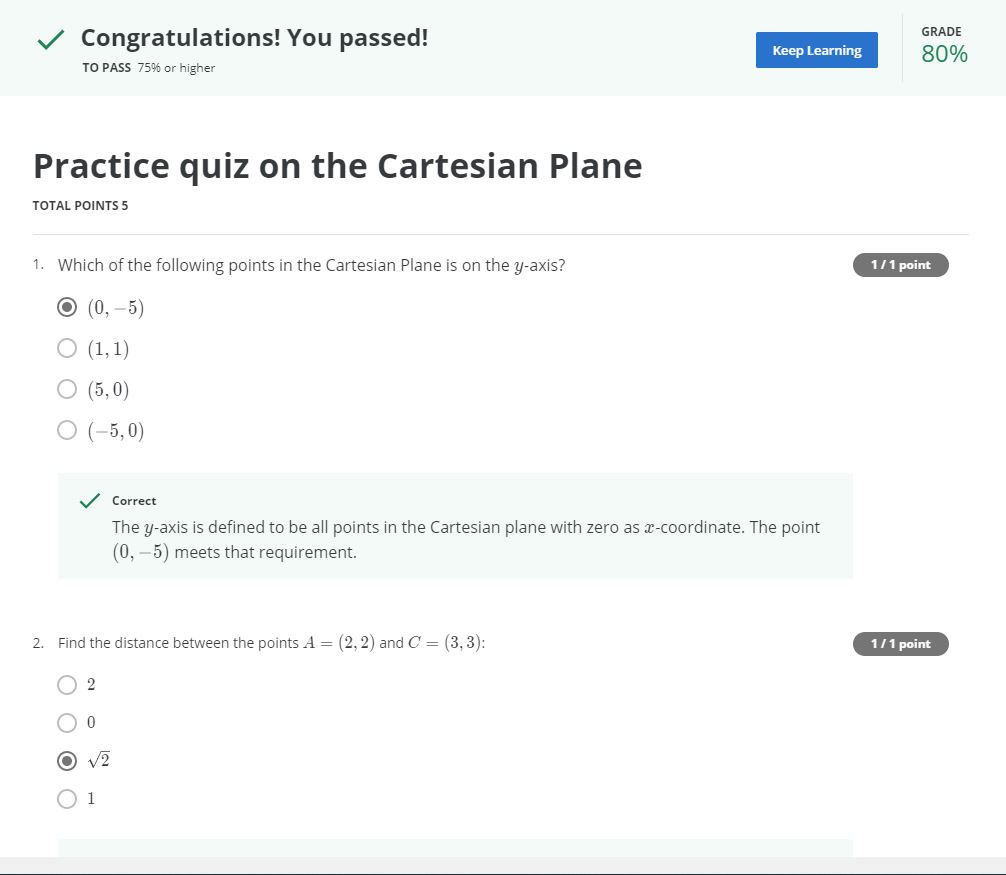 Congratulations! You passed!
TO PASS 75% or higher
Keep Learning
GRADE
80%
Practice quiz on the Cartesian Plane
TOTAL POINTS 5
1. Which of the following points in the Cartesian Plane is on the y-axis?
1 / 1 point
(0, −5)
(1, 1)
(5, 0)
(−5, 0)
Correct
The y-axis is defined to be all points in the Cartesian plane with zero as x-coordinate. The point
(0, −5) meets that requirement.
2. Find the distance between the points A = (2, 2) and C = (3, 3):
1 / 1 point
2
0
√2
1